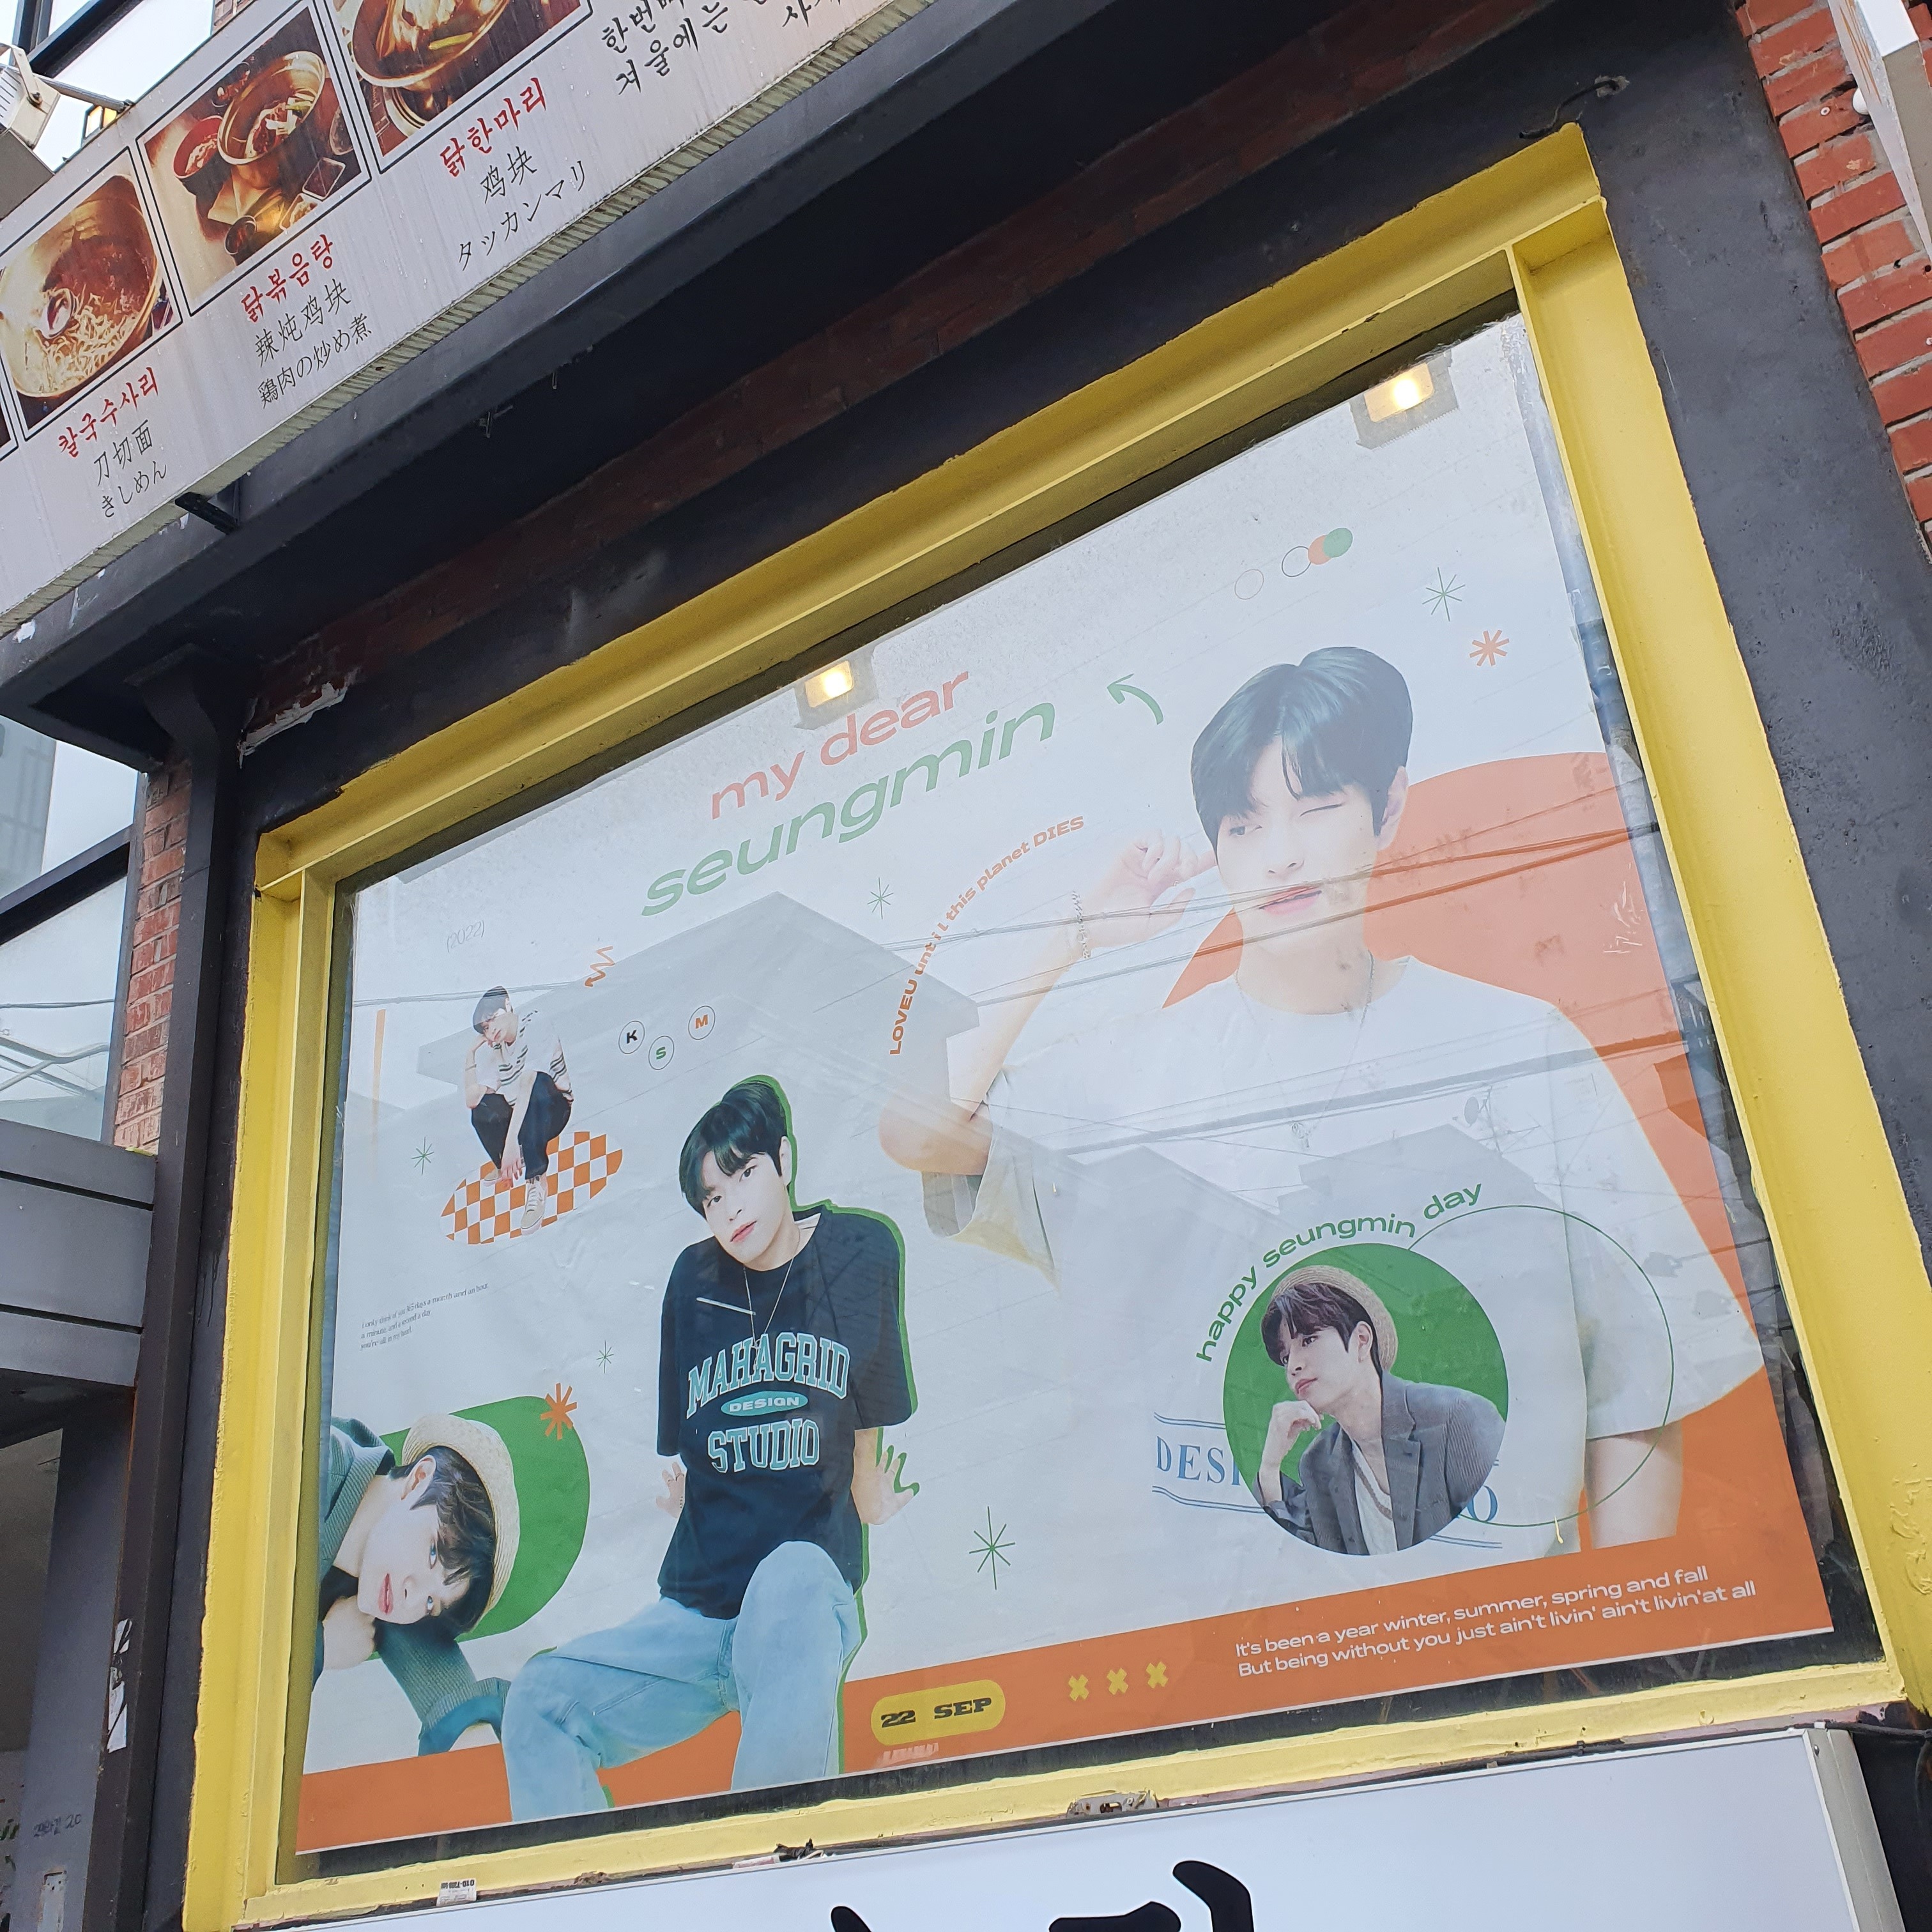 한번
겨울에는
닭한마리
鸡块
タッカンマリ
닭볶음탕
辣炖鸡块
鶏肉の炒め煮
칼국수사리
刀切面
きしめん
my dear
seungmin
(2022)
LOVEU until this planet DIES
K S M
MAHAGRID
DESIGN
STUDIO
happy seungmin day
It's been a year winter, summer, spring and fall
But being without you just ain't livin' ain't livin'at all
22 SEP